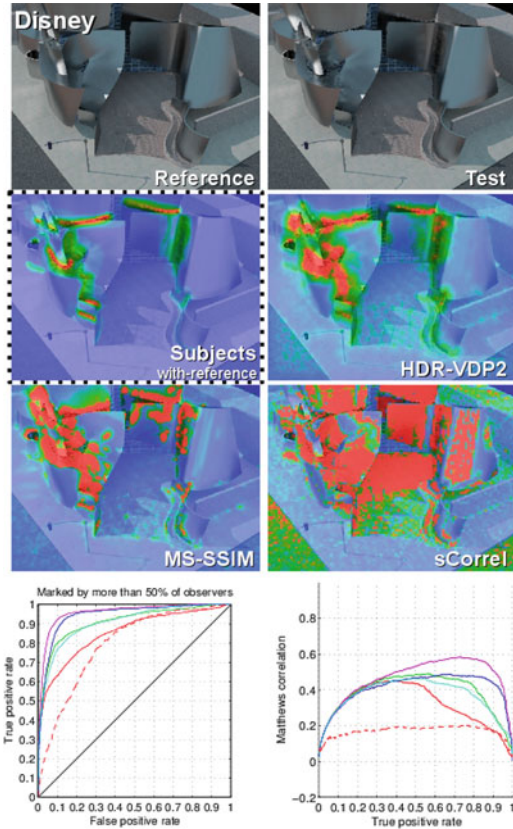 Disney
Reference
Test
Subjects
with-reference
HDR-VDP2
MS-SSIM
sCorrel
Marked by more than 50% of observers
True positive rate
1
0.9
0.8
0.7
0.6
0.5
0.4
0.3
0.2
0.1
0
0 0.1 0.2 0.3 0.4 0.5 0.6 0.7 0.8 0.9 1
False positive rate
Matthews correlation
0.8
0.6
0.4
0.2
0
−0.2
0 0.1 0.2 0.3 0.4 0.5 0.6 0.7 0.8 0.9 1
True positive rate